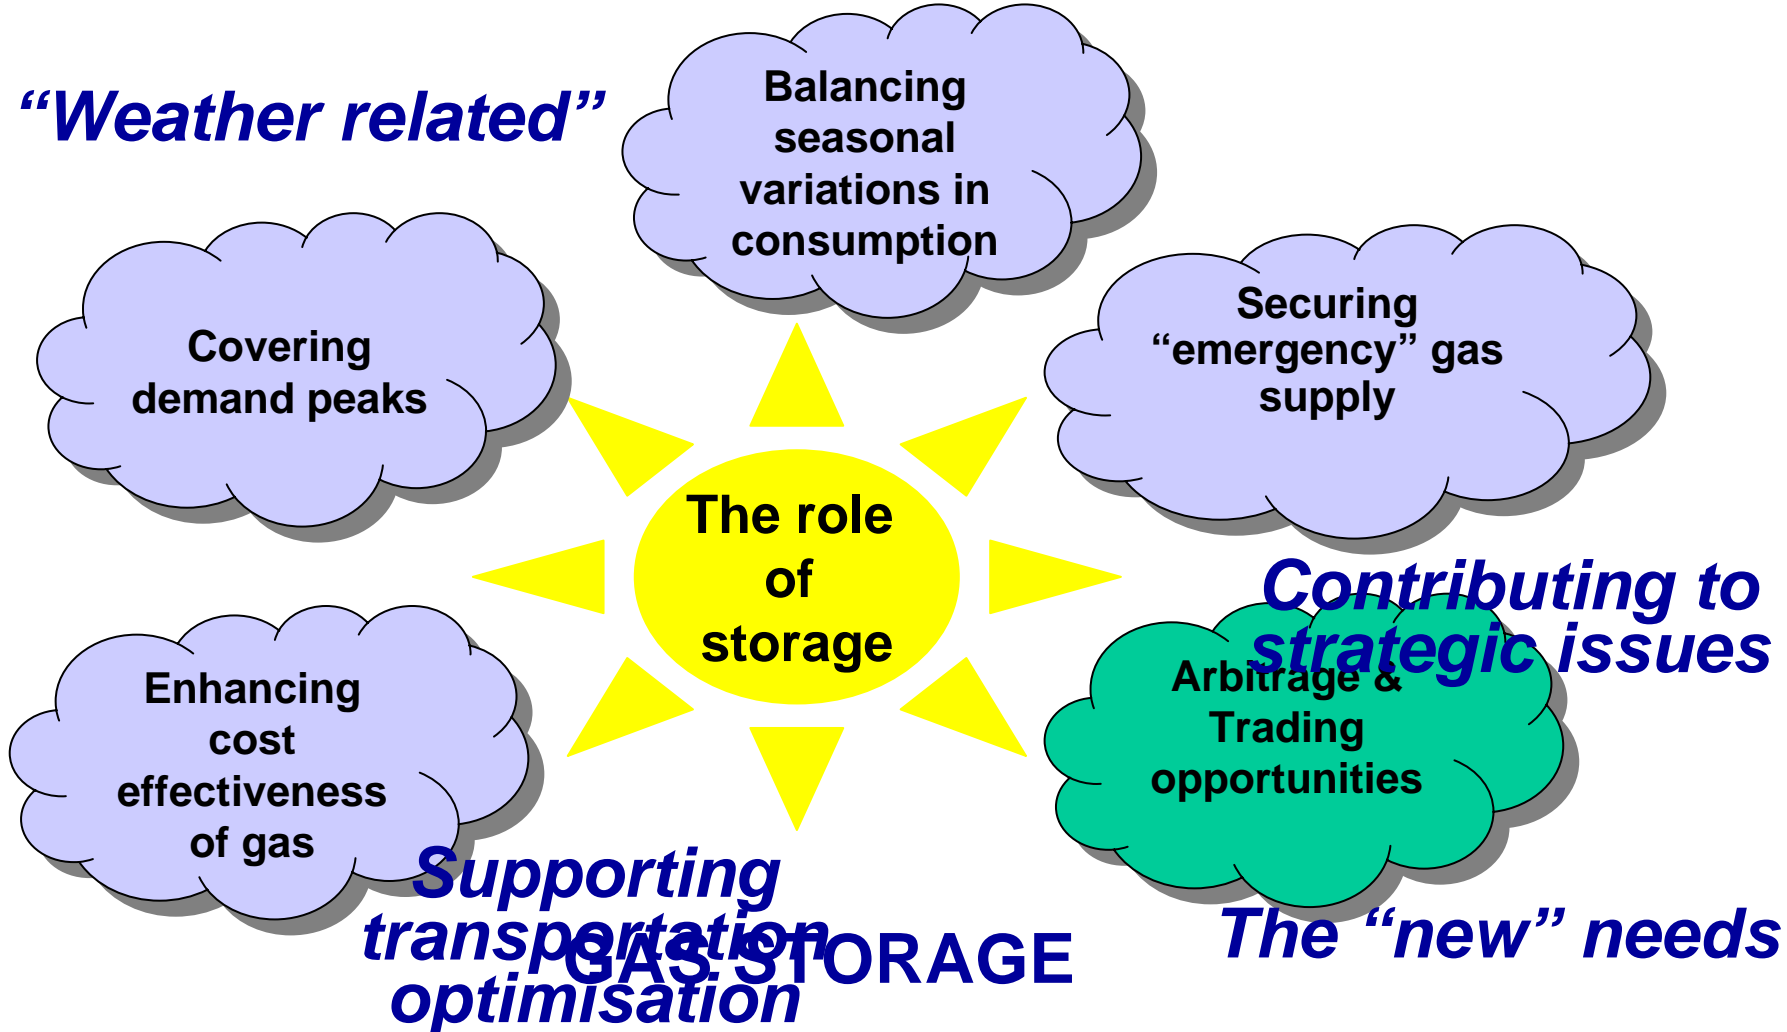 “Weather related”
Balancing
seasonal
variations in
consumption
Covering
demand peaks
Securing
“emergency” gas
supply
The role
of
storage
Contributing to
strategic issues
Enhancing
cost
effectiveness
of gas
Arbitrage &
Trading
opportunities
Supporting
transportation
optimisation
GAS STORAGE
The “new” needs